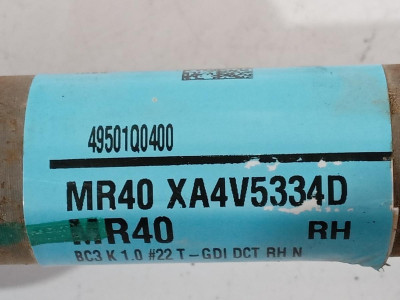 49501Q0400
MR40 XA4V5334D
MR40 RH
BC3 K 1.0 #22 T-GDI DCT RH N